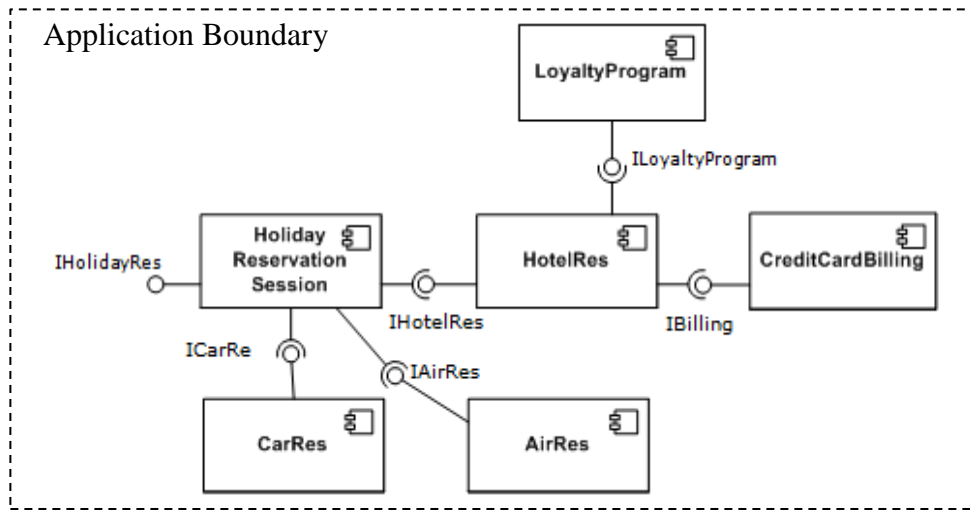 Application Boundary
LoyaltyProgram
ILoyaltyProgram
IHolidayRes
Holiday
Reservation
Session
IHotelRes
HotelRes
IBilling
CreditCardBilling
ICarRe
IAirRes
CarRes
AirRes